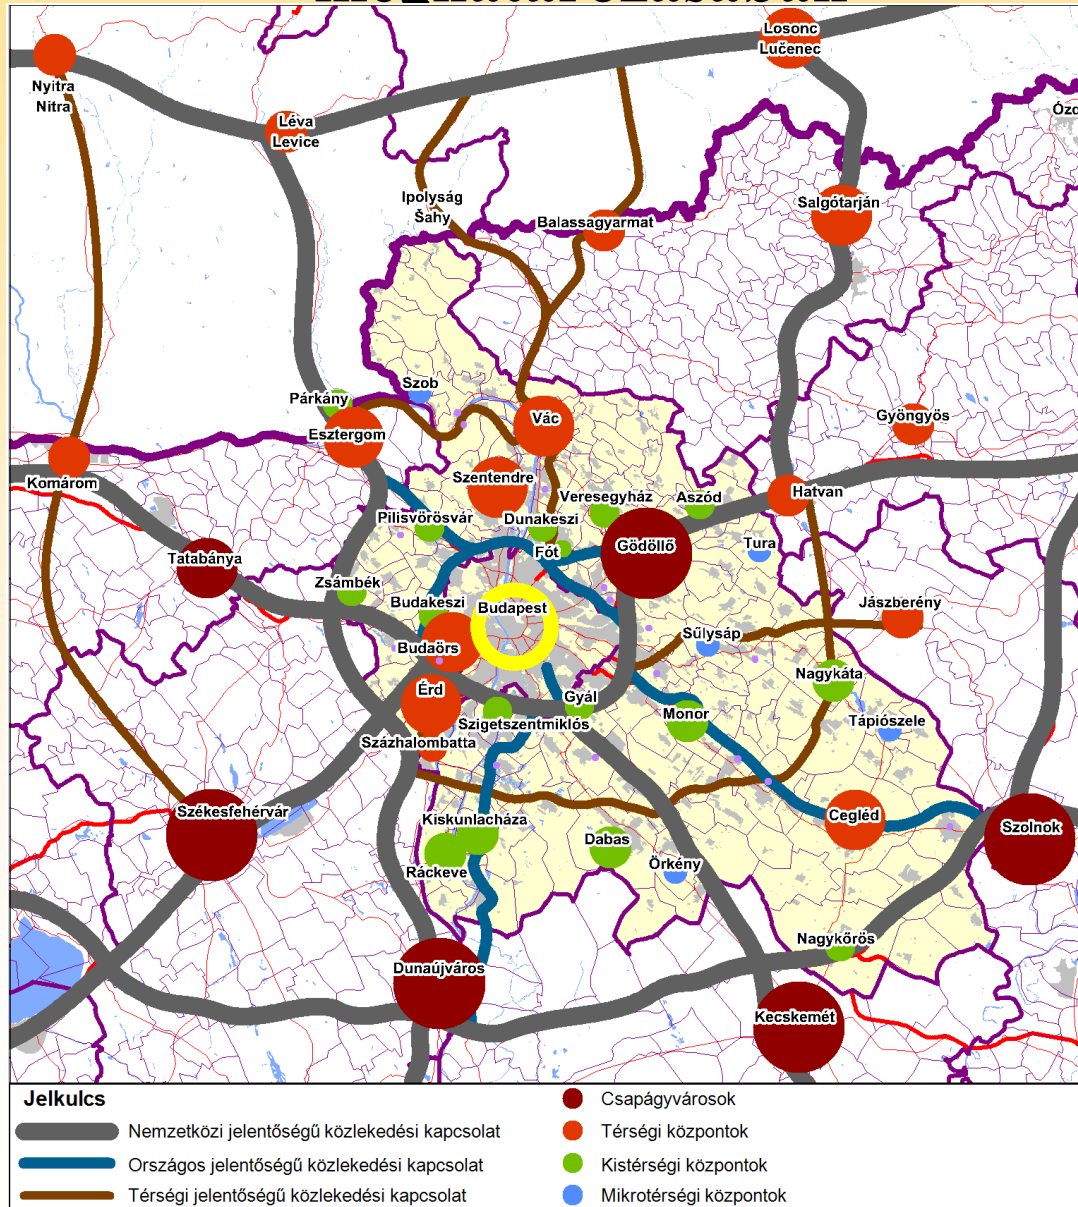 Losonc
Lučenec
Nyitra
Nitra
Léva
Levice
Ipolyság
Šahy
Balassagyarmat
Salgótarján
Párkány
Szob
Esztergom
Vác
Gyöngyös
Komárom
Szentendre
Veresegyház
Aszód
Hatvan
Pilisvörösvár
Dunakeszi
Fót
Gödöllő
Tura
Tatabánya
Zsámbék
Budakeszi
Budapest
Jászberény
Budaörs
Sűlysáp
Érd
Gyál
Nagykáta
Szigetszentmiklós
Monor
Tápiószele
Százhalombatta
Székesfehérvár
Kiskunlacháza
Cegléd
Szolnok
Dabas
Ráckeve
Örkény
Nagykőrös
Dunaújváros
Kecskemét
Jelkulcs
Nemzetközi jelentőségű közlekedési kapcsolat
Országos jelentőségű közlekedési kapcsolat
Térségi jelentőségű közlekedési kapcsolat
Csapágyvárosok
Térségi központok
Kistérségi központok
Mikrotérségi központok